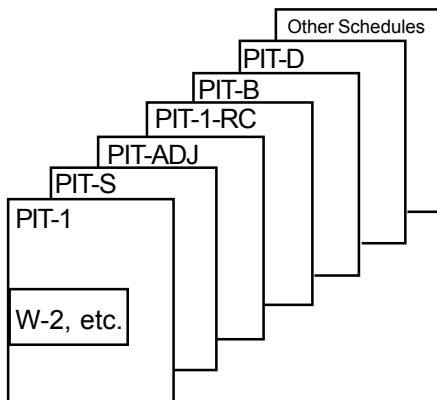 Other Schedules
PIT-D
PIT-B
PIT-1-RC
PIT-ADJ
PIT-S
PIT-1
W-2, etc.